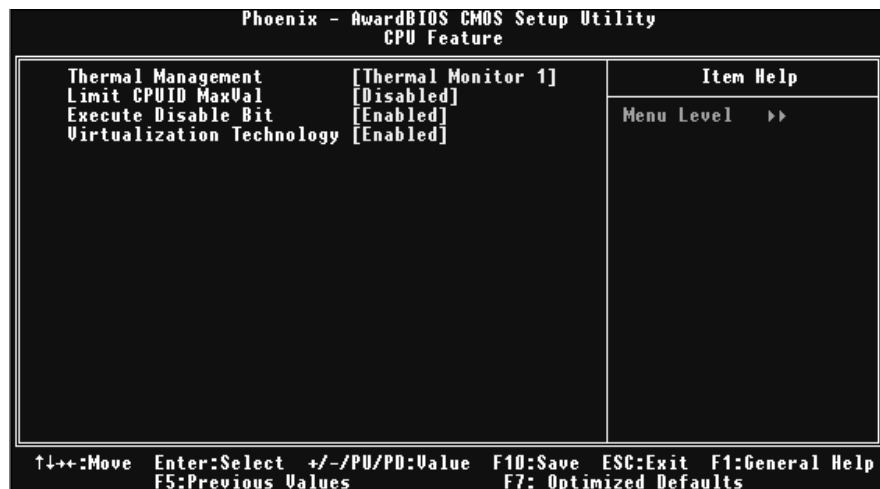 Phoenix - AwardBIOS CMOS Setup Utility
CPU Feature
Thermal Management [Thermal Monitor 1]
Limit CPUID MaxVal [Disabled]
Execute Disable Bit [Enabled]
Virtualization Technology [Enabled]
Item Help
Menu Level ▸▸
↑↓→←:Move Enter:Select +/-/PU/PD:Value F10:Save ESC:Exit F1:General Help
F5:Previous Values F7: Optimized Defaults